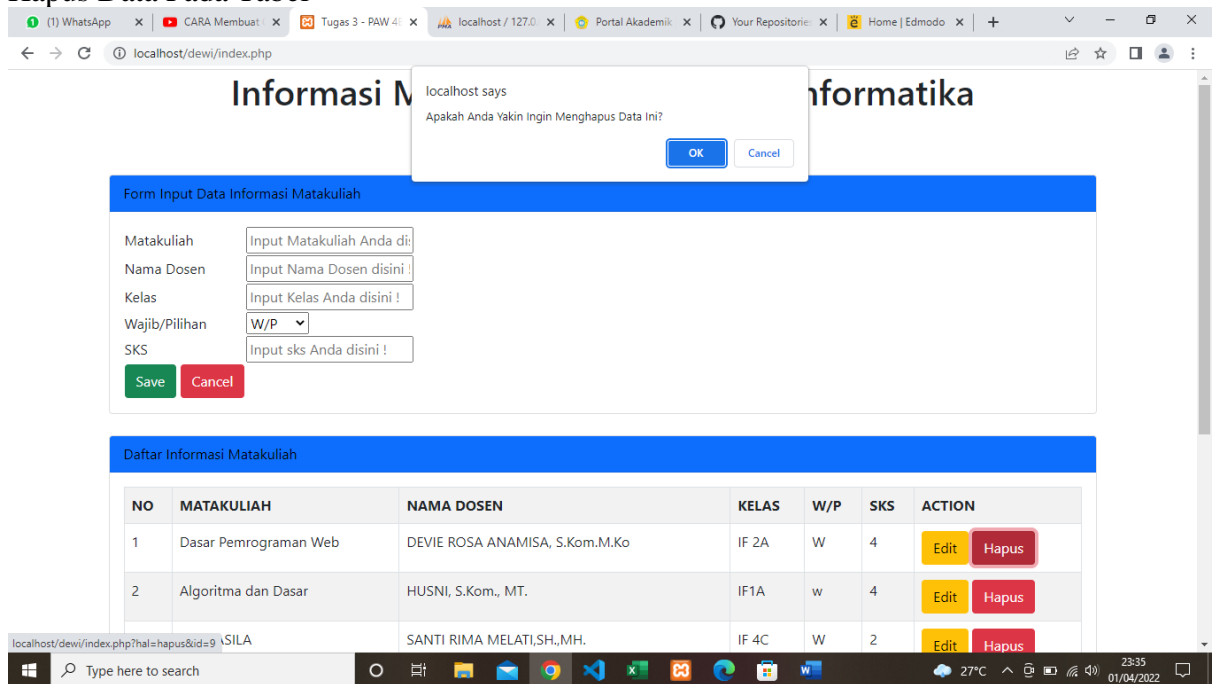 Hapus Data Pada Tabel
(1) WhatsApp
CARA Membuat
Tugas 3 - PAW 4
localhost / 127.0.
Portal Akademik
Your Repositorie
Home | Edmodo
localhost/dewi/index.php
Informasi M nformatika
localhost says
Apakah Anda Yakin Ingin Menghapus Data Ini?
OK Cancel
Form Input Data Informasi Matakuliah
Matakuliah Input Matakuliah Anda di
Nama Dosen Input Nama Dosen disini !
Kelas Input Kelas Anda disini !
Wajib/Pilihan W/P
SKS Input sks Anda disini !
Save Cancel
Daftar Informasi Matakuliah
NO MATAKULIAH NAMA DOSEN KELAS W/P SKS ACTION
1 Dasar Pemrograman Web DEVIE ROSA ANAMISA, S.Kom.M.Ko IF 2A W 4 Edit Hapus
2 Algoritma dan Dasar HUSNI, S.Kom., MT. IF1A w 4 Edit Hapus
ASILA SANTI RIMA MELATI,SH.,MH. IF 4C W 2 Edit Hapus
localhost/dewi/index.php?hal=hapus&id=9
Type here to search 27°C 23:35
01/04/2022